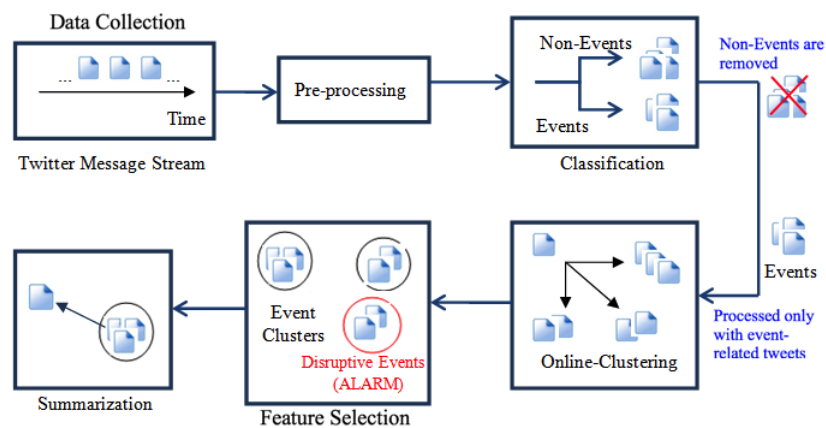 Data Collection
... ...
Time
Twitter Message Stream
Pre-processing
Non-Events
Events
Classification
Non-Events are
removed
Events
Processed only
with event-
related tweets
Online-Clustering
Event
Clusters
Disruptive Events
(ALARM)
Feature Selection
Summarization